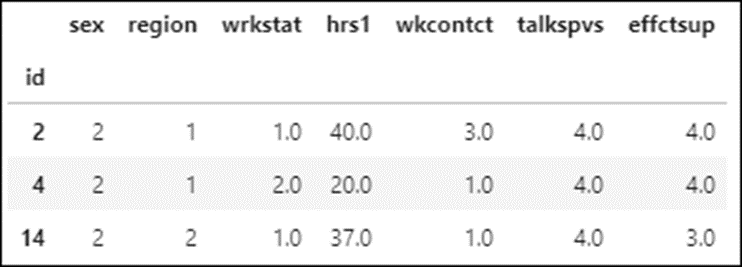 sex region wrkstat hrs1 wkcontct talkspvs effctsup
id
2 2 1 1.0 40.0 3.0 4.0 4.0
4 2 1 2.0 20.0 1.0 4.0 4.0
14 2 2 1.0 37.0 1.0 4.0 3.0